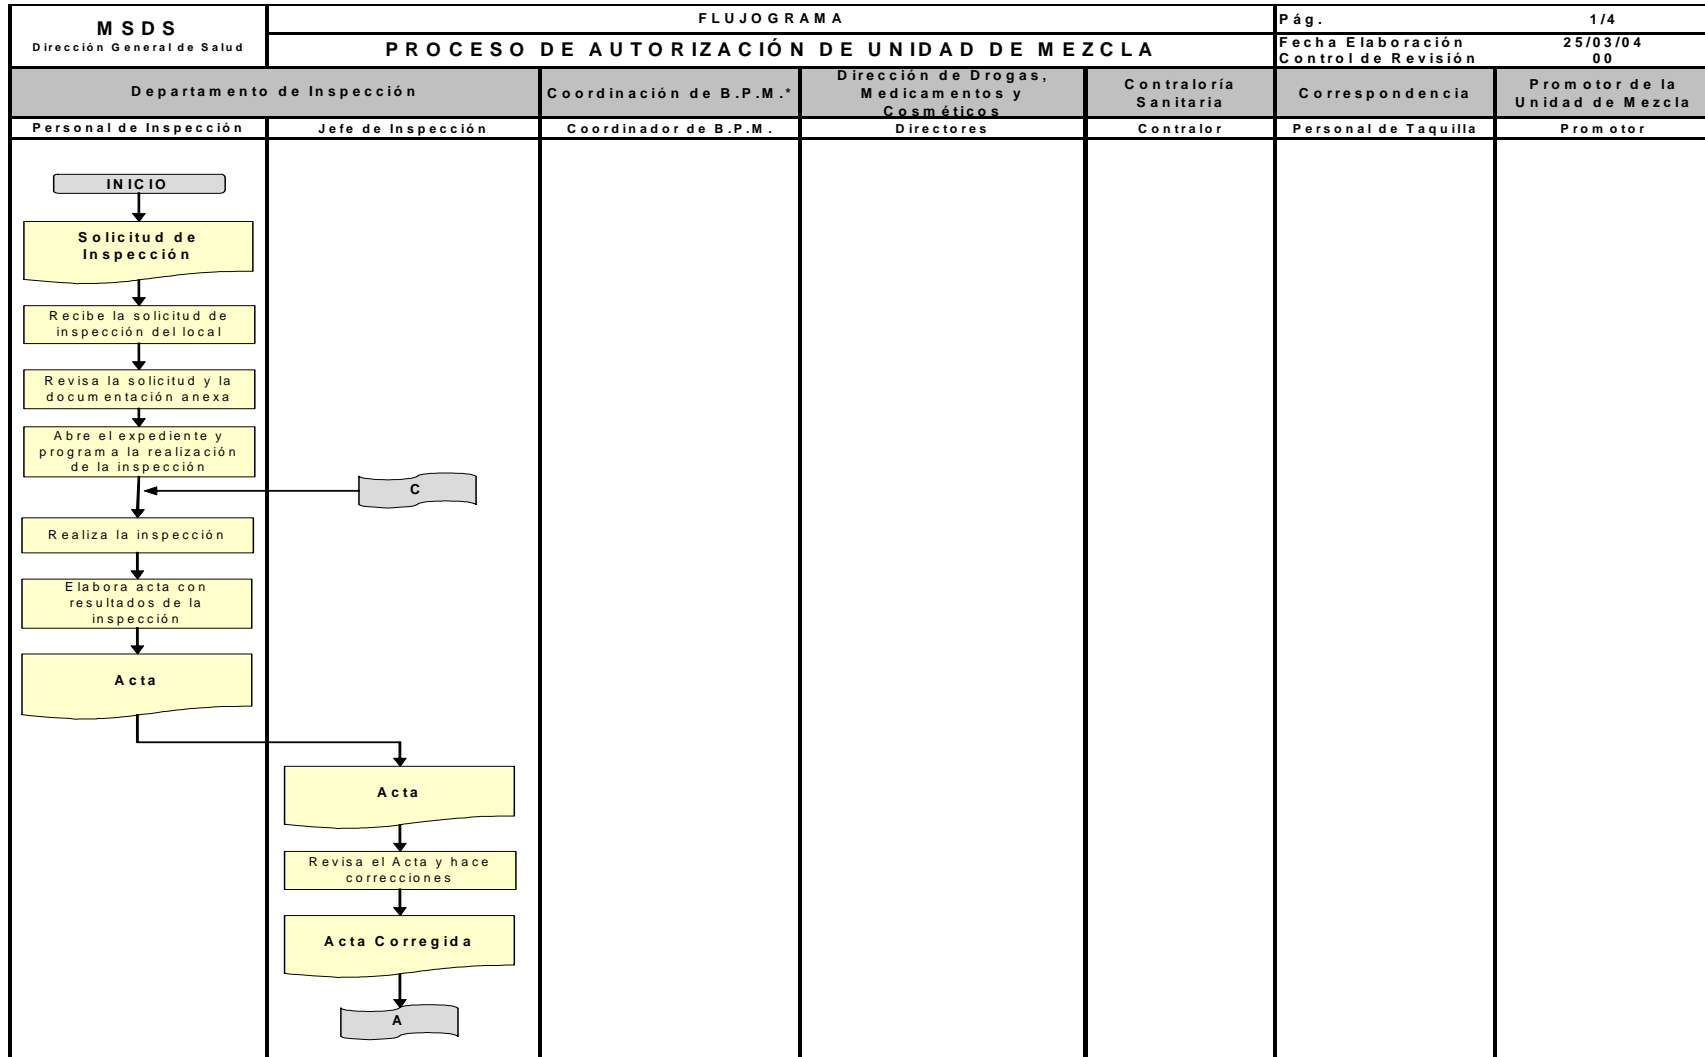 MSDS
Dirección General de Salud
FLUJOGRAMA
PROCESO DE AUTORIZACIÓN DE UNIDAD DE MEZCLA
Pág. 1/4
Fecha Elaboración 25/03/04
Control de Revisión 00
Departamento de Inspección
Coordinación de B.P.M.*
Dirección de Drogas,
Medicamentos y
Cosméticos
Contraloría
Sanitaria
Correspondencia
Promotor de la
Unidad de Mezcla
Personal de Inspección
Jefe de Inspección
Coordinador de B.P.M.
Directores
Contralor
Personal de Taquilla
Promotor
INICIO
Solicitud de
Inspección
Recibe la solicitud de
inspección del local
Revisa la solicitud y la
documentación anexa
Abre el expediente y
programa la realización
de la inspección
C
Realiza la inspección
Elabora acta con
resultados de la
inspección
Acta
Acta
Revisa el Acta y hace
correcciones
Acta Corregida
A